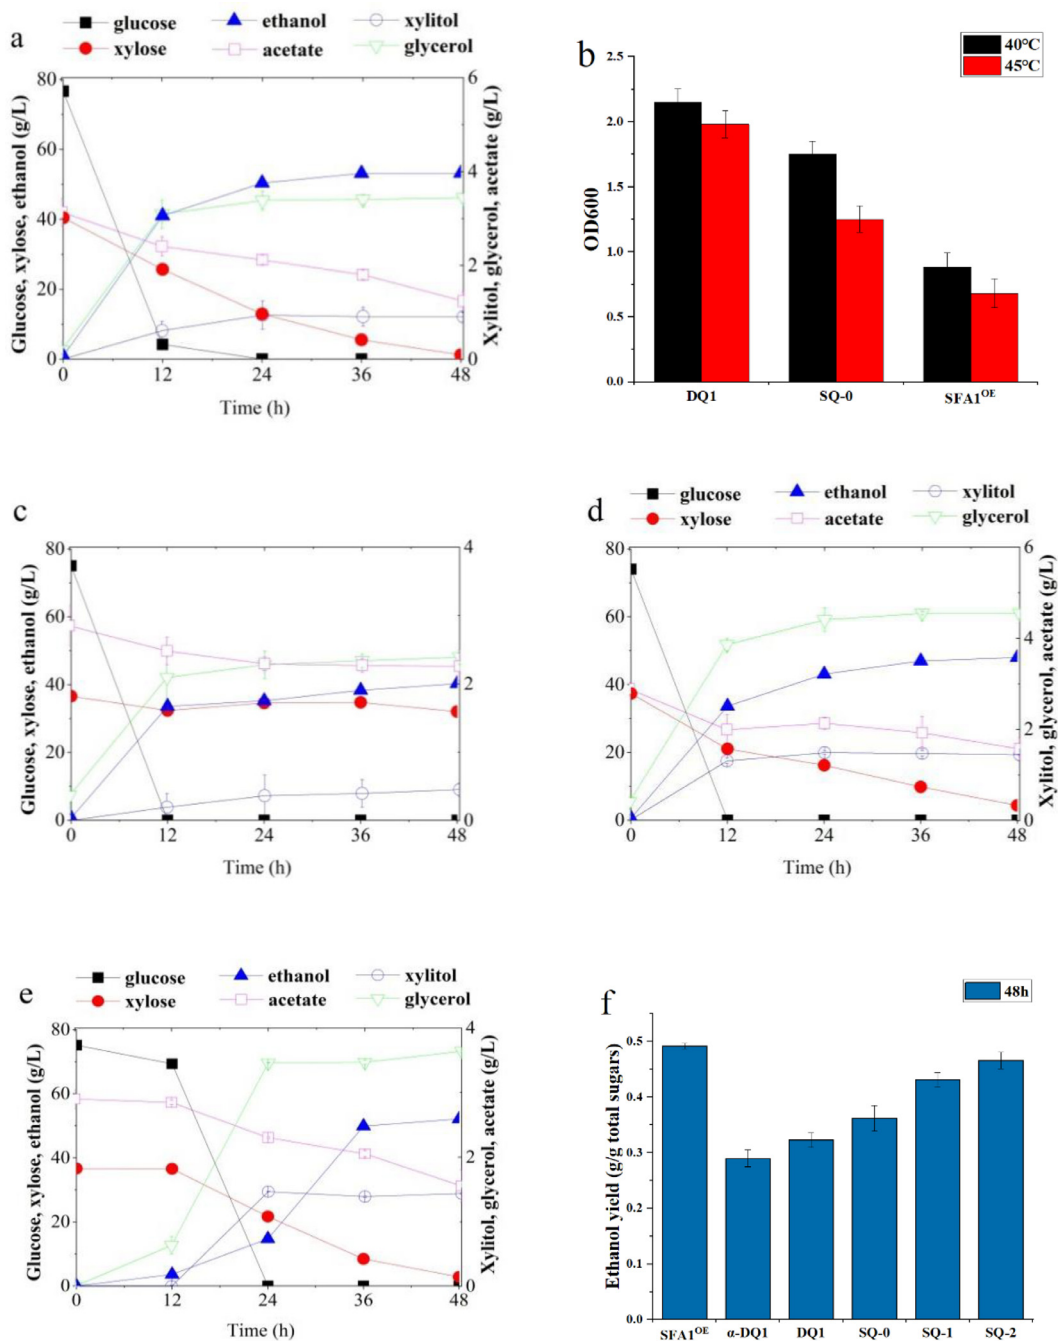 a
glucose ethanol xylitol
xylose acetate glycerol
Glucose, xylose, ethanol (g/L)
80
60
40
20
0
6
4
2
0
Xylitol, glycerol, acetate (g/L)
0 12 24 36 48
Time (h)
b
40°C
45°C
OD600
2.5
2.0
1.5
1.0
0.5
0.0
DQ1 SQ-0 SFA1OE
c
Glucose, xylose, ethanol (g/L)
80
60
40
20
0
4
2
0
0 12 24 36 48
Time (h)
d
glucose ethanol xylitol
xylose acetate glycerol
80
60
40
20
0
6
4
2
0
Xylitol, glycerol, acetate (g/L)
0 12 24 36 48
Time (h)
e
glucose ethanol xylitol
xylose acetate glycerol
Glucose, xylose, ethanol (g/L)
80
60
40
20
0
4
2
0
Xylitol, glycerol, acetate (g/L)
0 12 24 36 48
Time (h)
f
48h
Ethanol yield (g/g total sugars)
0.5
0.4
0.3
0.2
0.1
0.0
SFA1OE α-DQ1 DQ1 SQ-0 SQ-1 SQ-2